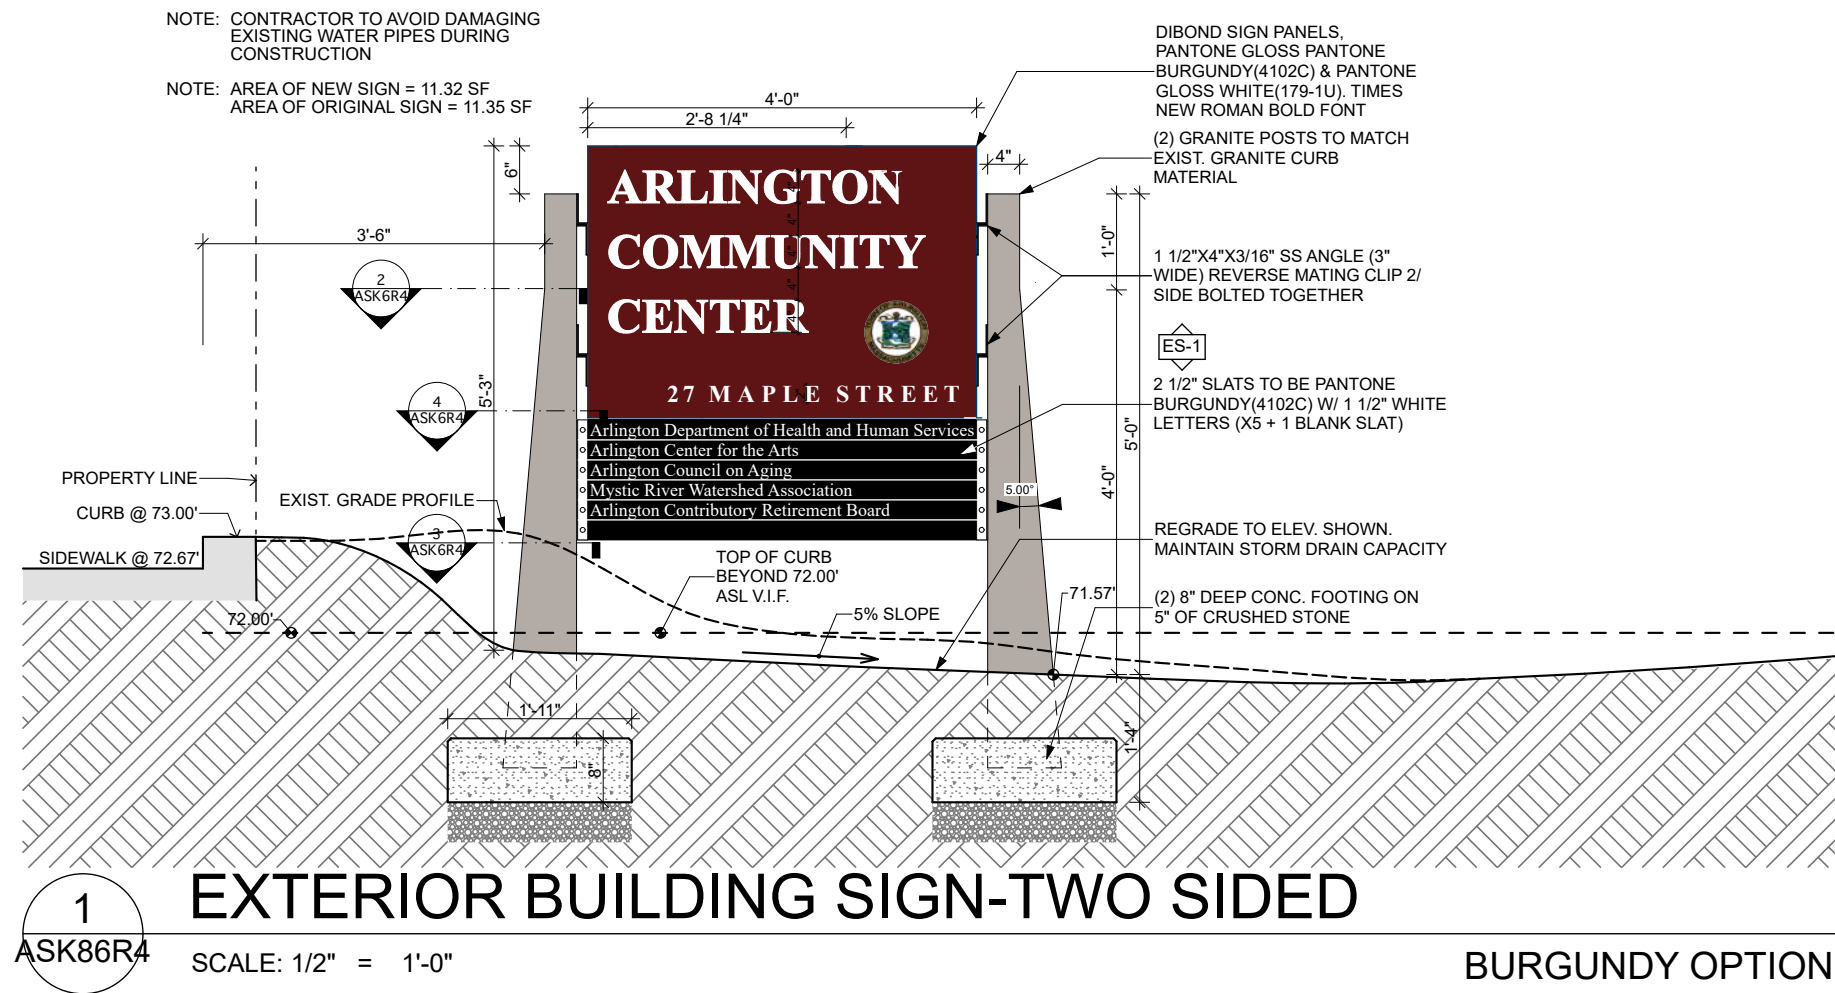 NOTE: CONTRACTOR TO AVOID DAMAGING
EXISTING WATER PIPES DURING
CONSTRUCTION
NOTE: AREA OF NEW SIGN = 11.32 SF
AREA OF ORIGINAL SIGN = 11.35 SF
4'-0"
2'-8 1/4"
6"
4"
3'-6"
5'-3"
1'-0"
5'-0"
4'-0"
DIBOND SIGN PANELS,
PANTONE GLOSS PANTONE
BURGUNDY(4102C) & PANTONE
GLOSS WHITE(179-1U). TIMES
NEW ROMAN BOLD FONT
(2) GRANITE POSTS TO MATCH
EXIST. GRANITE CURB
MATERIAL
1 1/2"X4"X3/16" SS ANGLE (3"
WIDE) REVERSE MATING CLIP 2/
SIDE BOLTED TOGETHER
ES-1
2 1/2" SLATS TO BE PANTONE
BURGUNDY(4102C) W/ 1 1/2" WHITE
LETTERS (X5 + 1 BLANK SLAT)
ARLINGTON
COMMUNITY
CENTER
4"
4"
4"
4"
27 MAPLE STREET
Arlington Department of Health and Human Services
Arlington Center for the Arts
Arlington Council on Aging
Mystic River Watershed Association
Arlington Contributory Retirement Board
2
ASK6R4
4
ASK6R4
3
ASK6R4
5.00°
PROPERTY LINE
EXIST. GRADE PROFILE
CURB @ 73.00'
SIDEWALK @ 72.67'
72.00'
TOP OF CURB
BEYOND 72.00'
ASL V.I.F.
5% SLOPE
71.57'
REGRADE TO ELEV. SHOWN.
MAINTAIN STORM DRAIN CAPACITY
(2) 8" DEEP CONC. FOOTING ON
5" OF CRUSHED STONE
1'-11"
8"
1'-4"
1
ASK86R4
EXTERIOR BUILDING SIGN-TWO SIDED
SCALE: 1/2" = 1'-0"
BURGUNDY OPTION